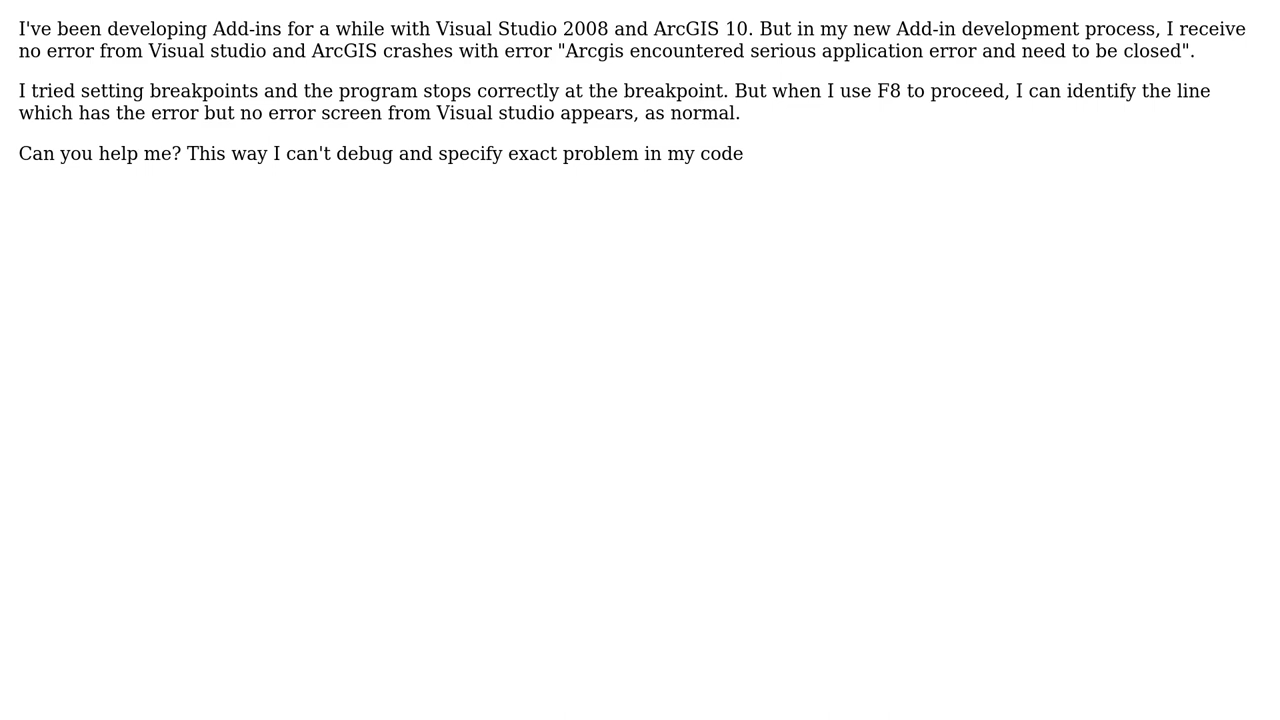 I've been developing Add-ins for a while with Visual Studio 2008 and ArcGIS 10. But in my new Add-in development process, I receive
no error from Visual studio and ArcGIS crashes with error "Arcgis encountered serious application error and need to be closed".
I tried setting breakpoints and the program stops correctly at the breakpoint. But when I use F8 to proceed, I can identify the line
which has the error but no error screen from Visual studio appears, as normal.
Can you help me? This way I can't debug and specify exact problem in my code